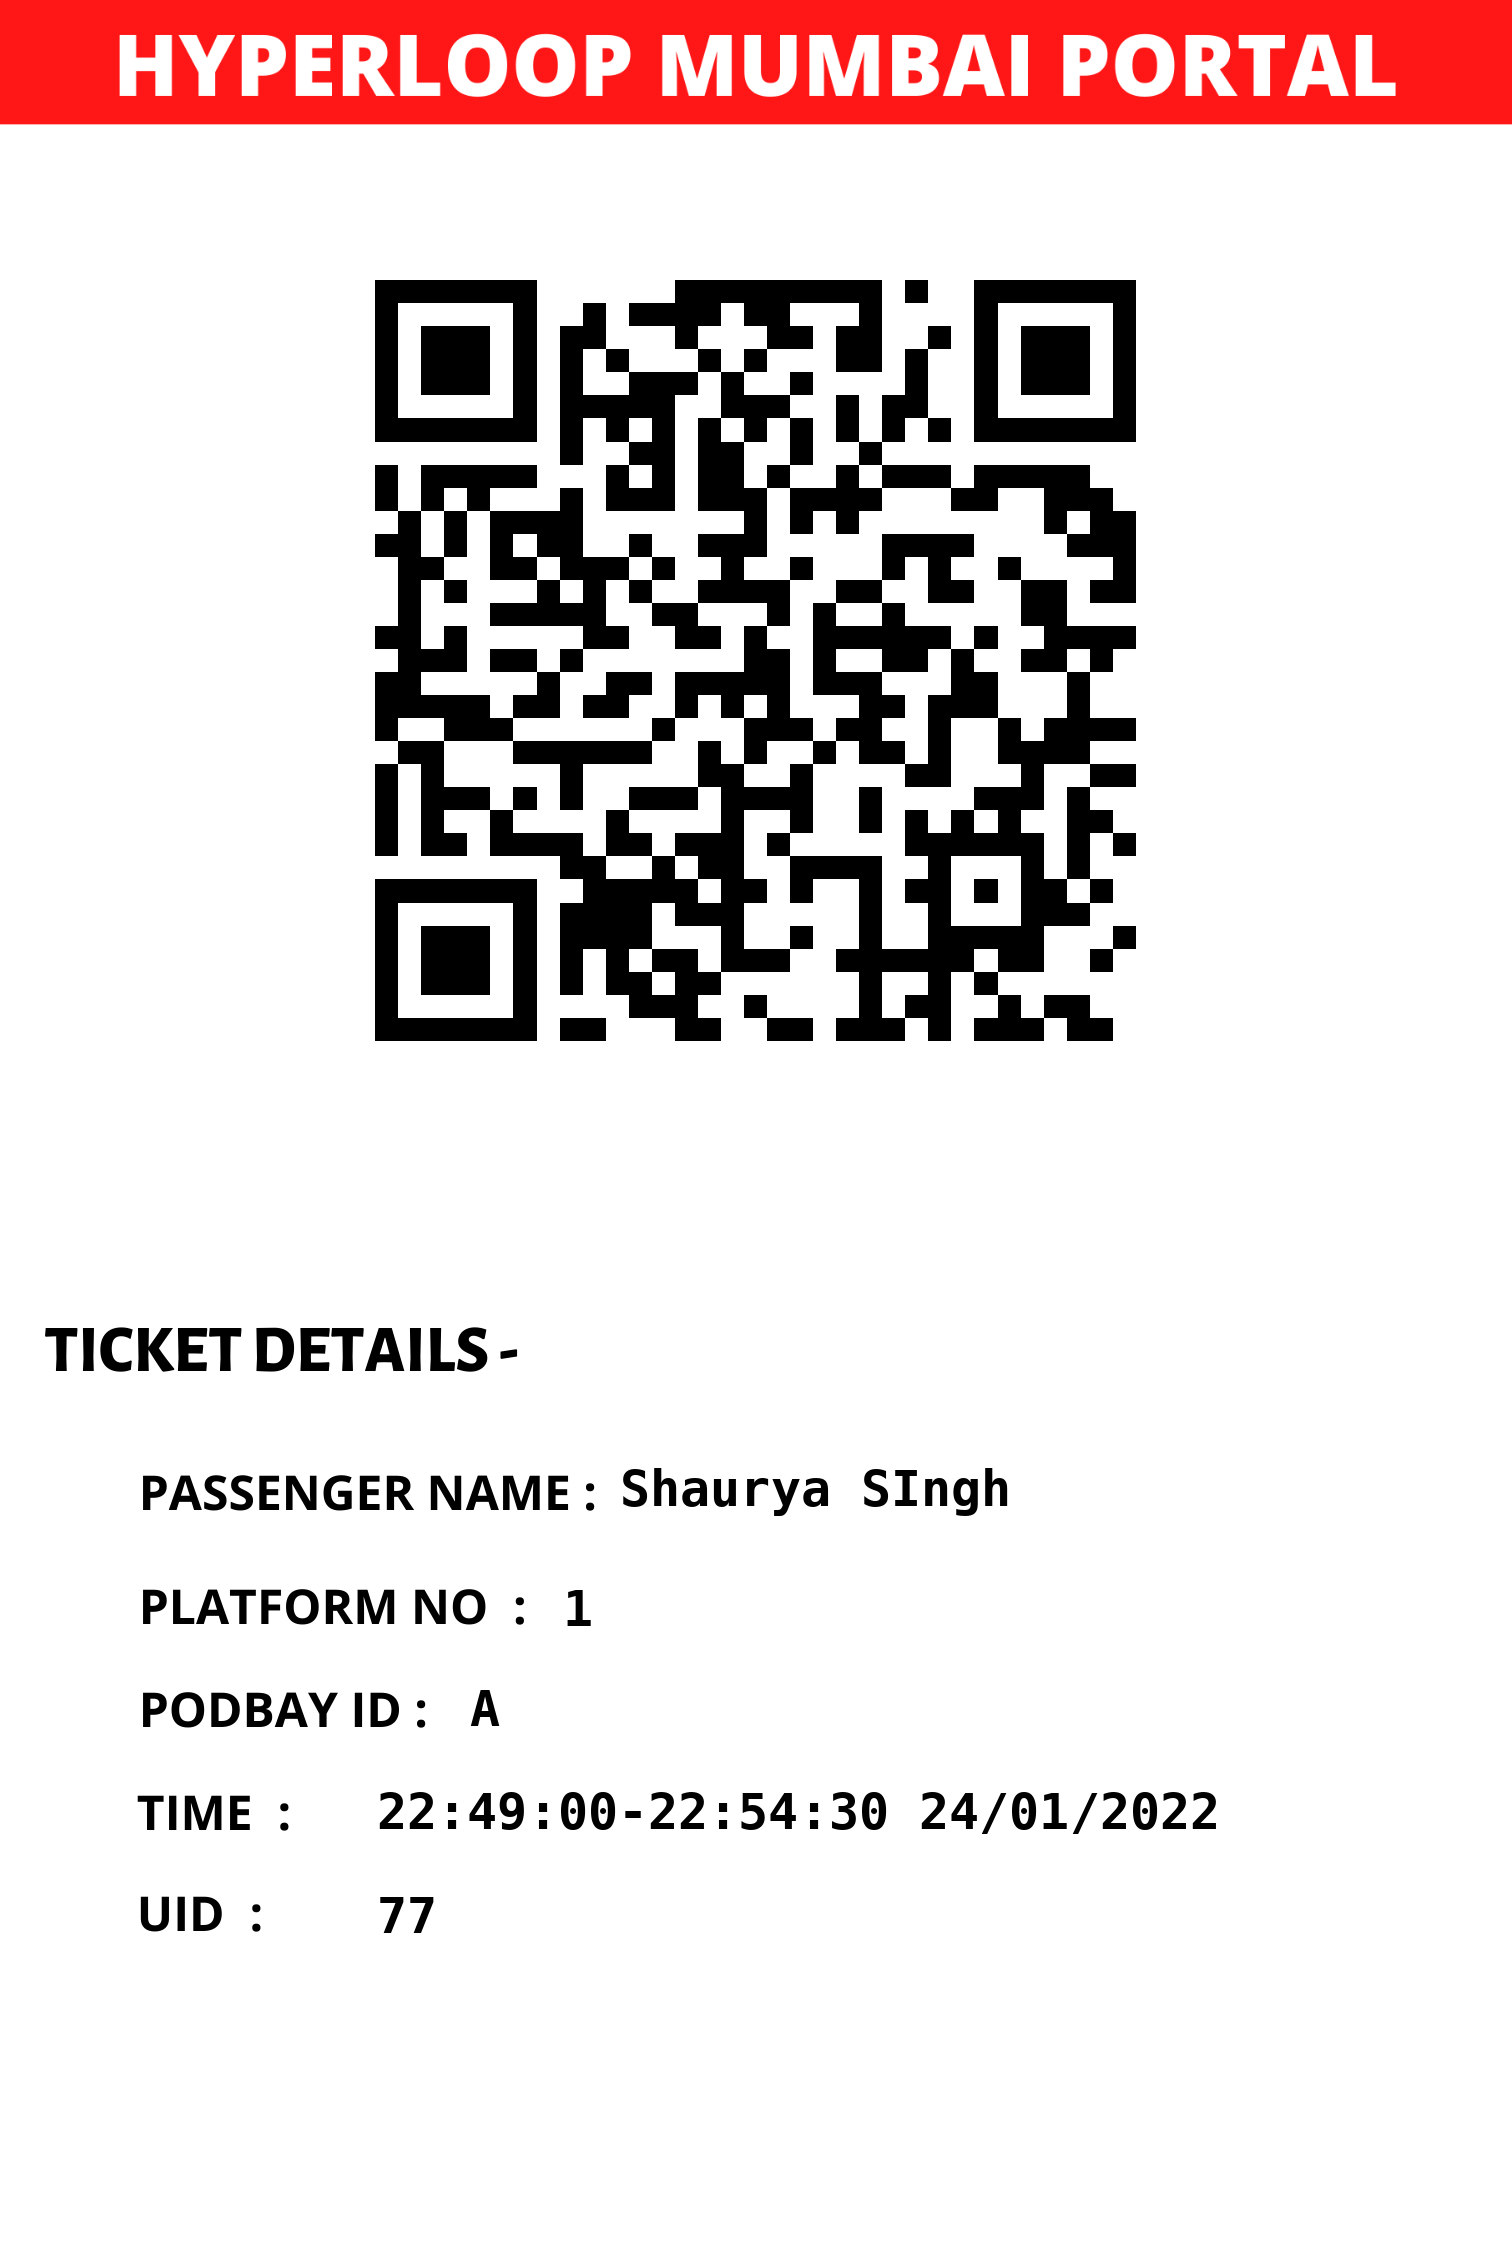 HYPERLOOP MUMBAI PORTAL
TICKET DETAILS -
PASSENGER NAME : Shaurya SIngh
PLATFORM NO : 1
PODBAY ID : A
TIME : 22:49:00-22:54:30 24/01/2022
UID : 77